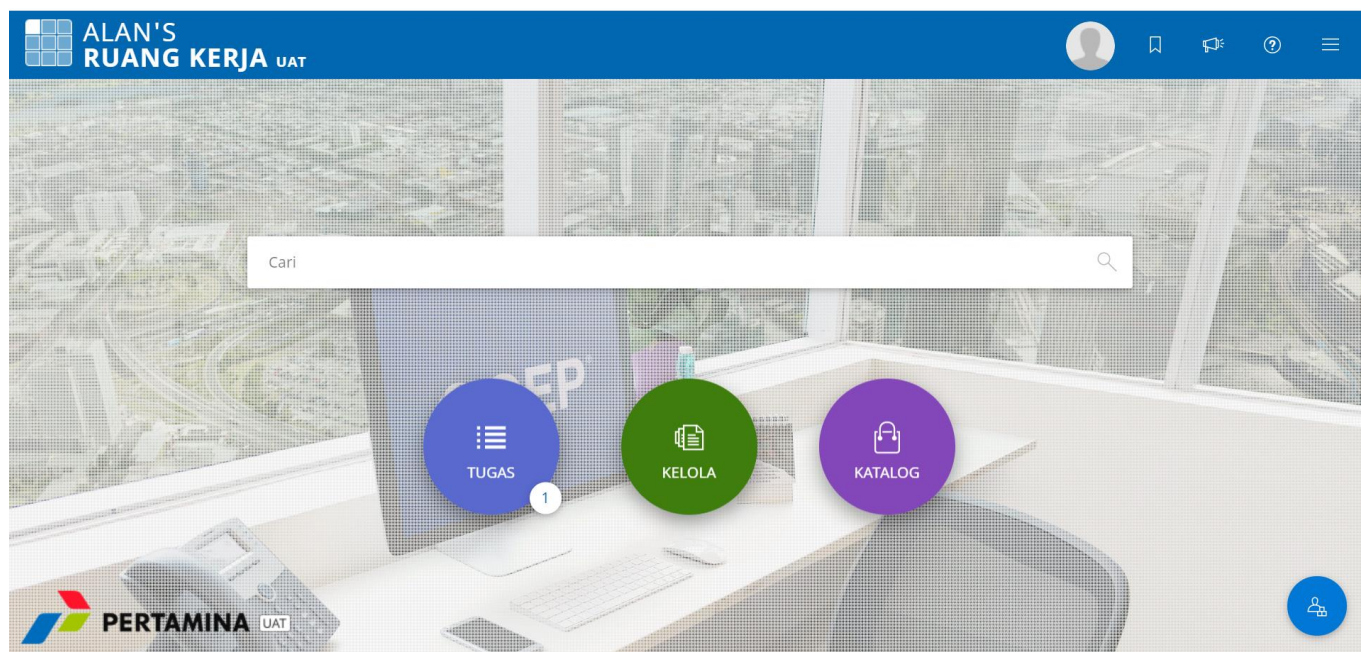 ALAN'S
RUANG KERJA UAT
Cari
TUGAS
1
KELOLA
KATALOG
PERTAMINA UAT